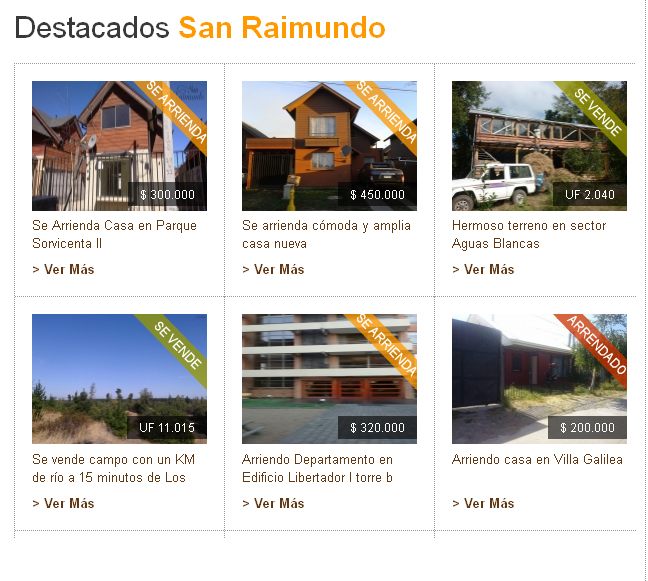 Destacados San Raimundo
SE ARRIENDA
$ 300.000
Se Arrienda Casa en Parque
Sorvicenta II
> Ver Más
SE ARRIENDA
$ 450.000
Se arrienda cómoda y amplia
casa nueva
> Ver Más
SE VENDE
UF 2.040
Hermoso terreno en sector
Aguas Blancas
> Ver Más
SE VENDE
UF 11.015
Se vende campo con un KM
de río a 15 minutos de Los
> Ver Más
SE ARRIENDA
$ 320.000
Arriendo Departamento en
Edificio Libertador I torre b
> Ver Más
ARRENDADO
$ 200.000
Arriendo casa en Villa Galilea
> Ver Más